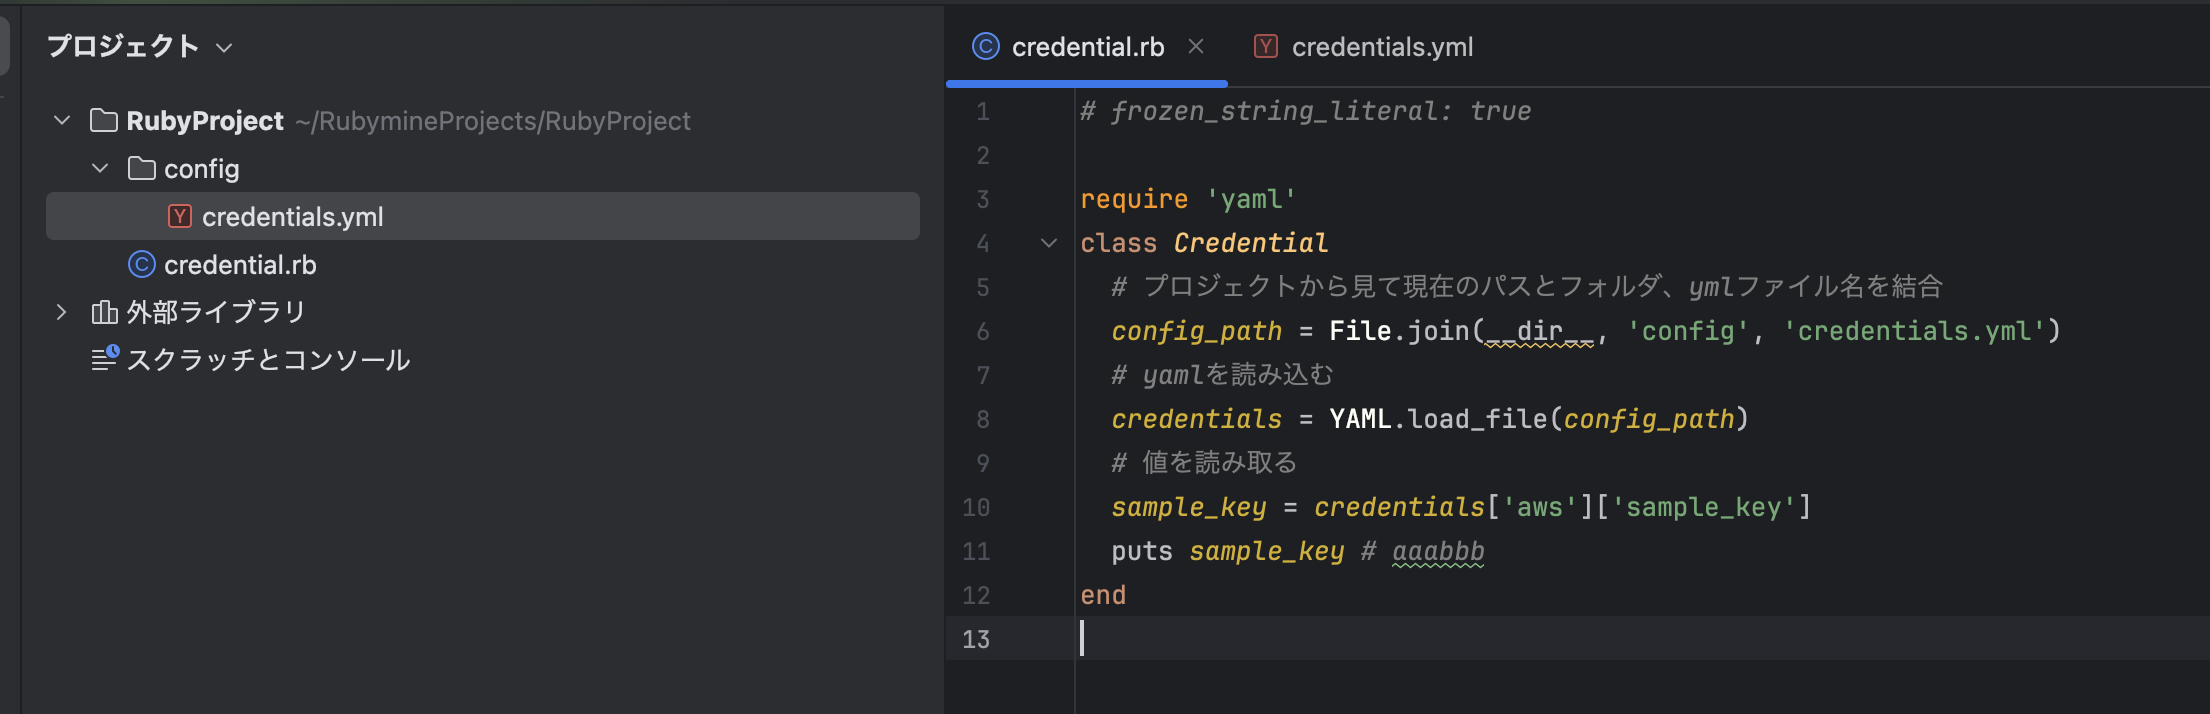 プロジェクト
RubyProject ~/RubymineProjects/RubyProject
config
credentials.yml
credential.rb
外部ライブラリ
スクラッチとコンソール
credential.rb
credentials.yml
1 # frozen_string_literal: true
2
3 require 'yaml'
4 class Credential
5 # プロジェクトから見て現在のパスとフォルダ、ymlファイル名を結合
6 config_path = File.join(__dir__, 'config', 'credentials.yml')
7 # yamlを読み込む
8 credentials = YAML.load_file(config_path)
9 # 値を読み取る
10 sample_key = credentials['aws']['sample_key']
11 puts sample_key # aaabbb
12 end
13